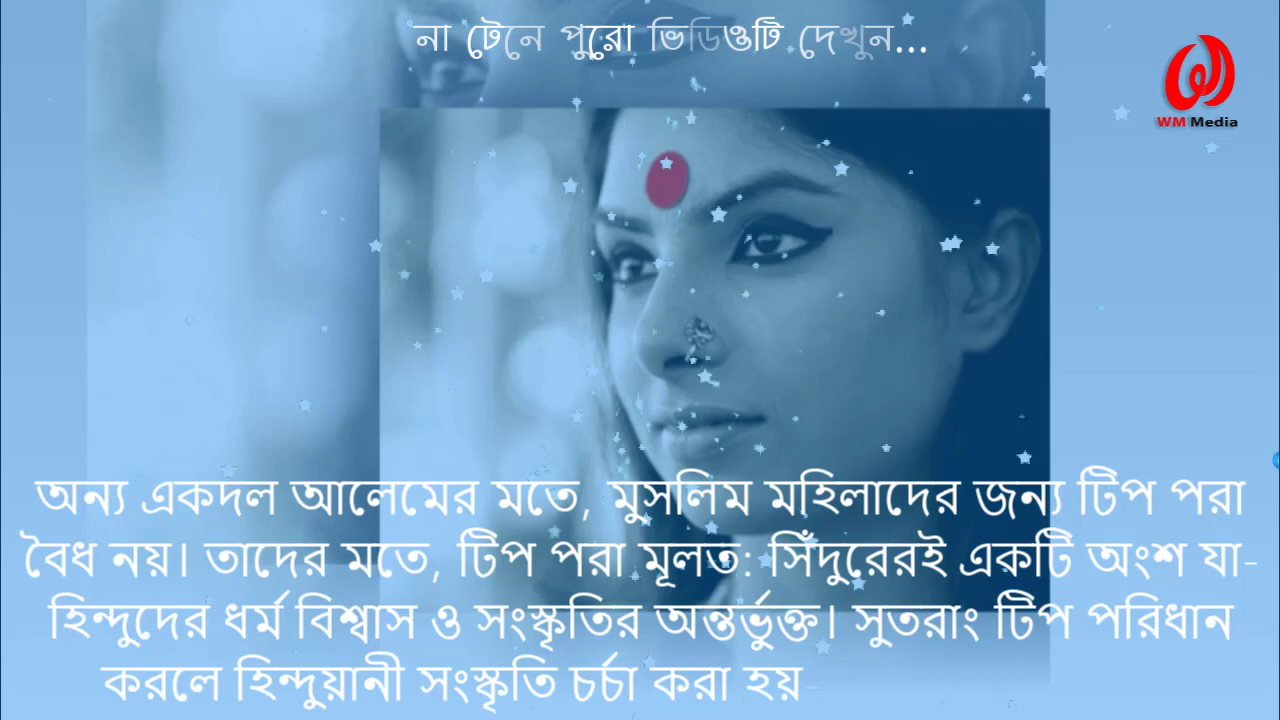 না টেনে পুরো ভিডিওটি দেখুন...
WM Media
অন্য একদল আলেমের মতে, মুসলিম মহিলাদের জন্য টিপ পরা
বৈধ নয়। তাদের মতে, টিপ পরা মূলত: সিঁদুরেরই একটি অংশ যা-
হিন্দুদের ধর্ম বিশ্বাস ও সংস্কৃতির অন্তর্ভুক্ত। সুতরাং টিপ পরিধান
করলে হিন্দুয়ানী সংস্কৃতি চর্চা করা হয়